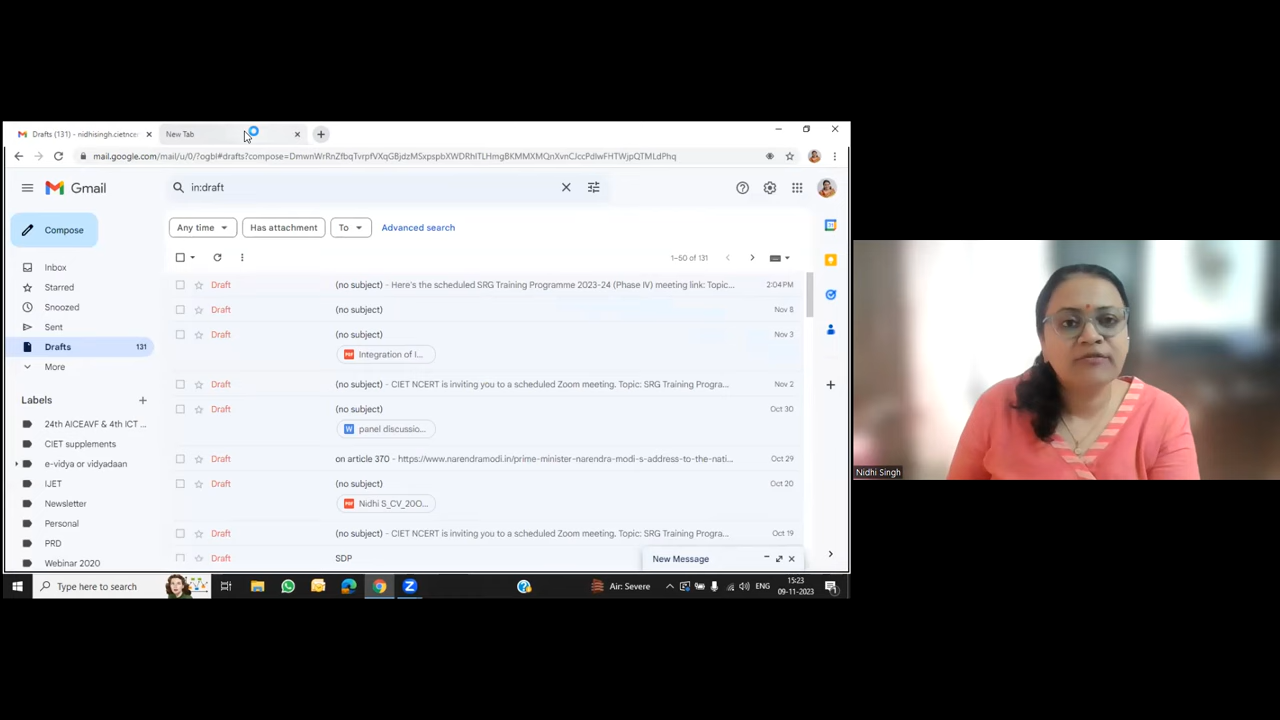 Drafts (131) - nidhisingh.cietnce
New Tab
mail.google.com/mail/u/0/?ogbl#drafts?compose=DmwnWrRnZfbqTvrpfVXqGBjdzMSxpspbXWDRhlTLHmgBKMMXMQnXvnCJccPdlwFHTWjpQTMLdPhq
Gmail
in:draft
Compose
Any time
Has attachment
To
Advanced search
1–50 of 131
Inbox
Starred
Snoozed
Sent
Drafts 131
More
Labels
24th AICEAVF & 4th ICT ...
CIET supplements
e-vidya or vidyadaan
IJET
Newsletter
Personal
PRD
Webinar 2020
Draft (no subject) - Here's the scheduled SRG Training Programme 2023-24 (Phase IV) meeting link: Topic... 2:04 PM
Draft (no subject) Nov 8
Draft (no subject) Nov 3
PDF Integration of I...
Draft (no subject) - CIET NCERT is inviting you to a scheduled Zoom meeting. Topic: SRG Training Progra... Nov 2
Draft (no subject) Oct 30
W panel discussio...
Draft on article 370 - https://www.narendramodi.in/prime-minister-narendra-modi-s-address-to-the-nati... Oct 29
Draft (no subject) Oct 20
PDF Nidhi S_CV_20O...
Draft (no subject) - CIET NCERT is inviting you to a scheduled Zoom meeting. Topic: SRG Training Progra... Oct 19
Draft SDP
New Message
Type here to search
Air: Severe
ENG
15:23
09-11-2023
Nidhi Singh